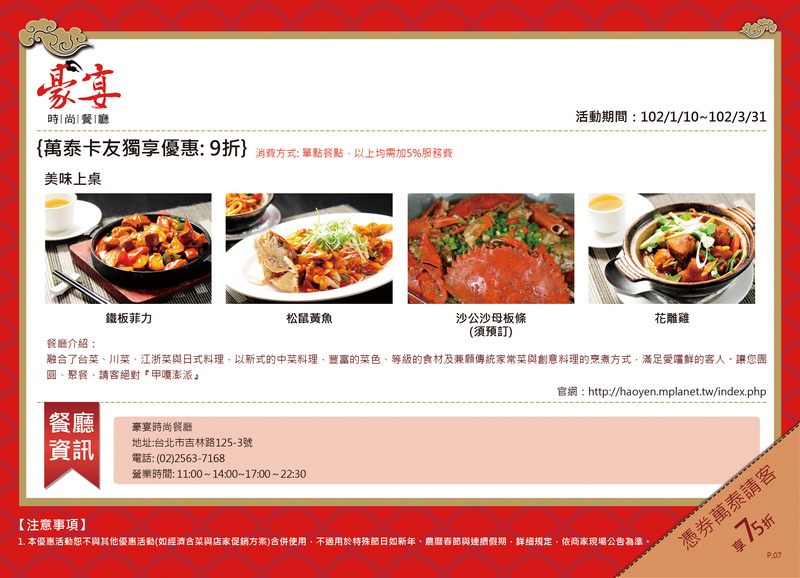 豪宴
時|尚|餐|廳
活動期間：102/1/10~102/3/31
{萬泰卡友獨享優惠: 9折} 消費方式: 單點餐點，以上均需加5%服務費
美味上桌
鐵板菲力
松鼠黃魚
沙公沙母板條
(須預訂)
花雕雞
餐廳介紹：
融合了台菜、川菜、江浙菜與日式料理，以新式的中菜料理，豐富的菜色、等級的食材及兼顧傳統家常菜與創意料理的烹煮方式，滿足愛嚐鮮的客人。讓您團
圓、聚餐、請客絕對『甲嘎澎派』
官網：http://haoyen.mplanet.tw/index.php
餐廳
資訊
豪宴時尚餐廳
地址:台北市吉林路125-3號
電話: (02)2563-7168
營業時間: 11:00～14:00~17:00～22:30
憑券萬泰請客
享75折
【注意事項】
1. 本優惠活動恕不與其他優惠活動(如經濟合菜與店家促銷方案)合併使用，不適用於特殊節日如新年、農曆春節與連續假期，詳細規定，依商家現場公告為準。
P.07